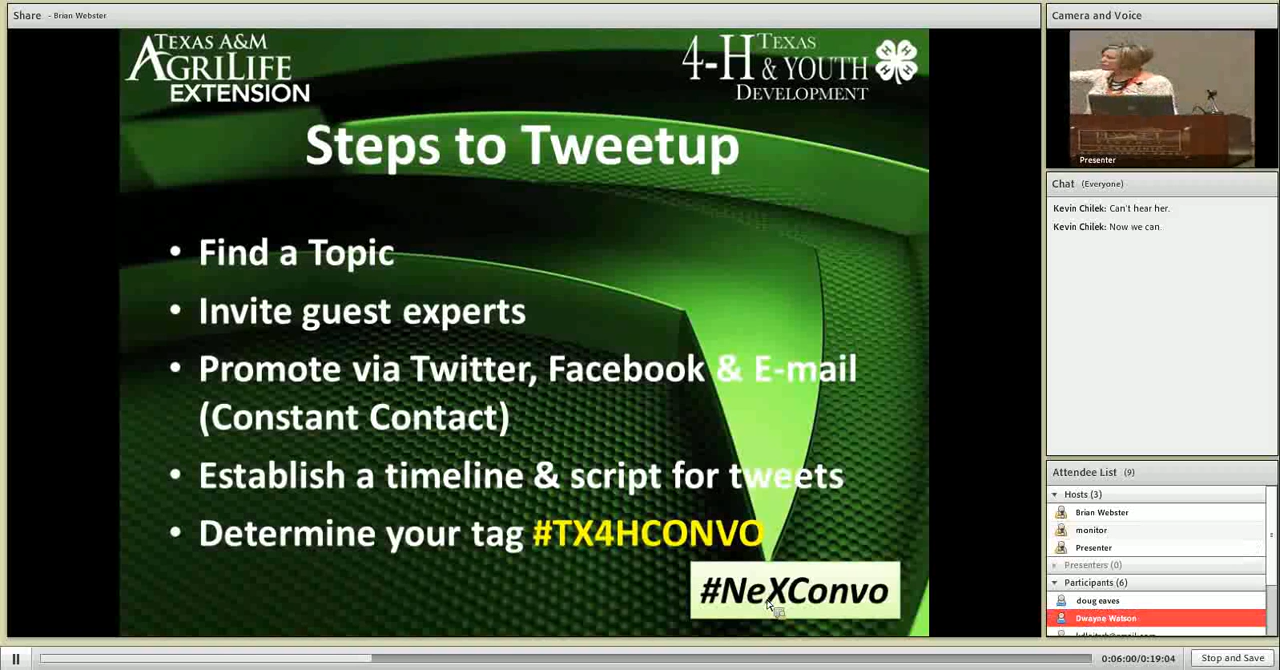 Share - Brian Webster
TEXAS A&M
AGRILIFE
EXTENSION
4-H TEXAS
& YOUTH
DEVELOPMENT
H H H H
Steps to Tweetup
• Find a Topic
• Invite guest experts
• Promote via Twitter, Facebook & E-mail
(Constant Contact)
• Establish a timeline & script for tweets
• Determine your tag #TX4HCONVO
#NeXConvo
Camera and Voice
Presenter
Chat (Everyone)
Kevin Chilek: Can't hear her.
Kevin Chilek: Now we can.
Attendee List (9)
Hosts (3)
Brian Webster
monitor
Presenter
Presenters (0)
Participants (6)
doug eaves
Dwayne Watson
0:06:00/0:19:04
Stop and Save